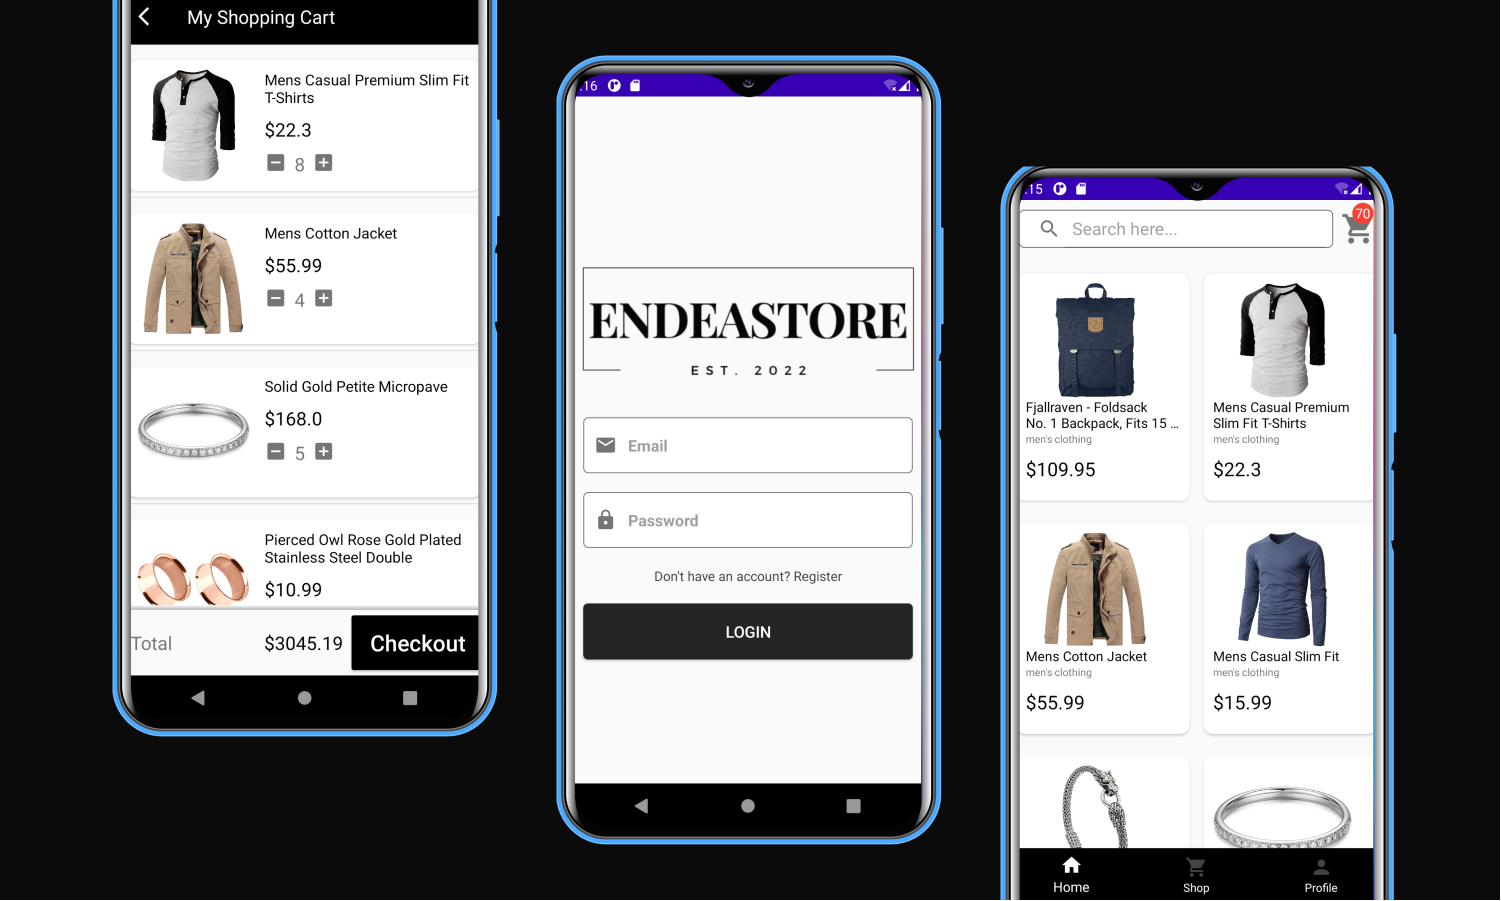 My Shopping Cart
Mens Casual Premium Slim Fit
T-Shirts
$22.3
8
Mens Cotton Jacket
$55.99
4
Solid Gold Petite Micropave
$168.0
5
Pierced Owl Rose Gold Plated
Stainless Steel Double
$10.99
Total
$3045.19
Checkout
:16
ENDEASTORE
EST. 2022
Email
Password
Don't have an account? Register
LOGIN
:15
Search here...
70
Fjallraven - Foldsack
No. 1 Backpack, Fits 15 ...
men's clothing
$109.95
Mens Casual Premium
Slim Fit T-Shirts
men's clothing
$22.3
Mens Cotton Jacket
men's clothing
$55.99
Mens Casual Slim Fit
men's clothing
$15.99
Home
Shop
Profile